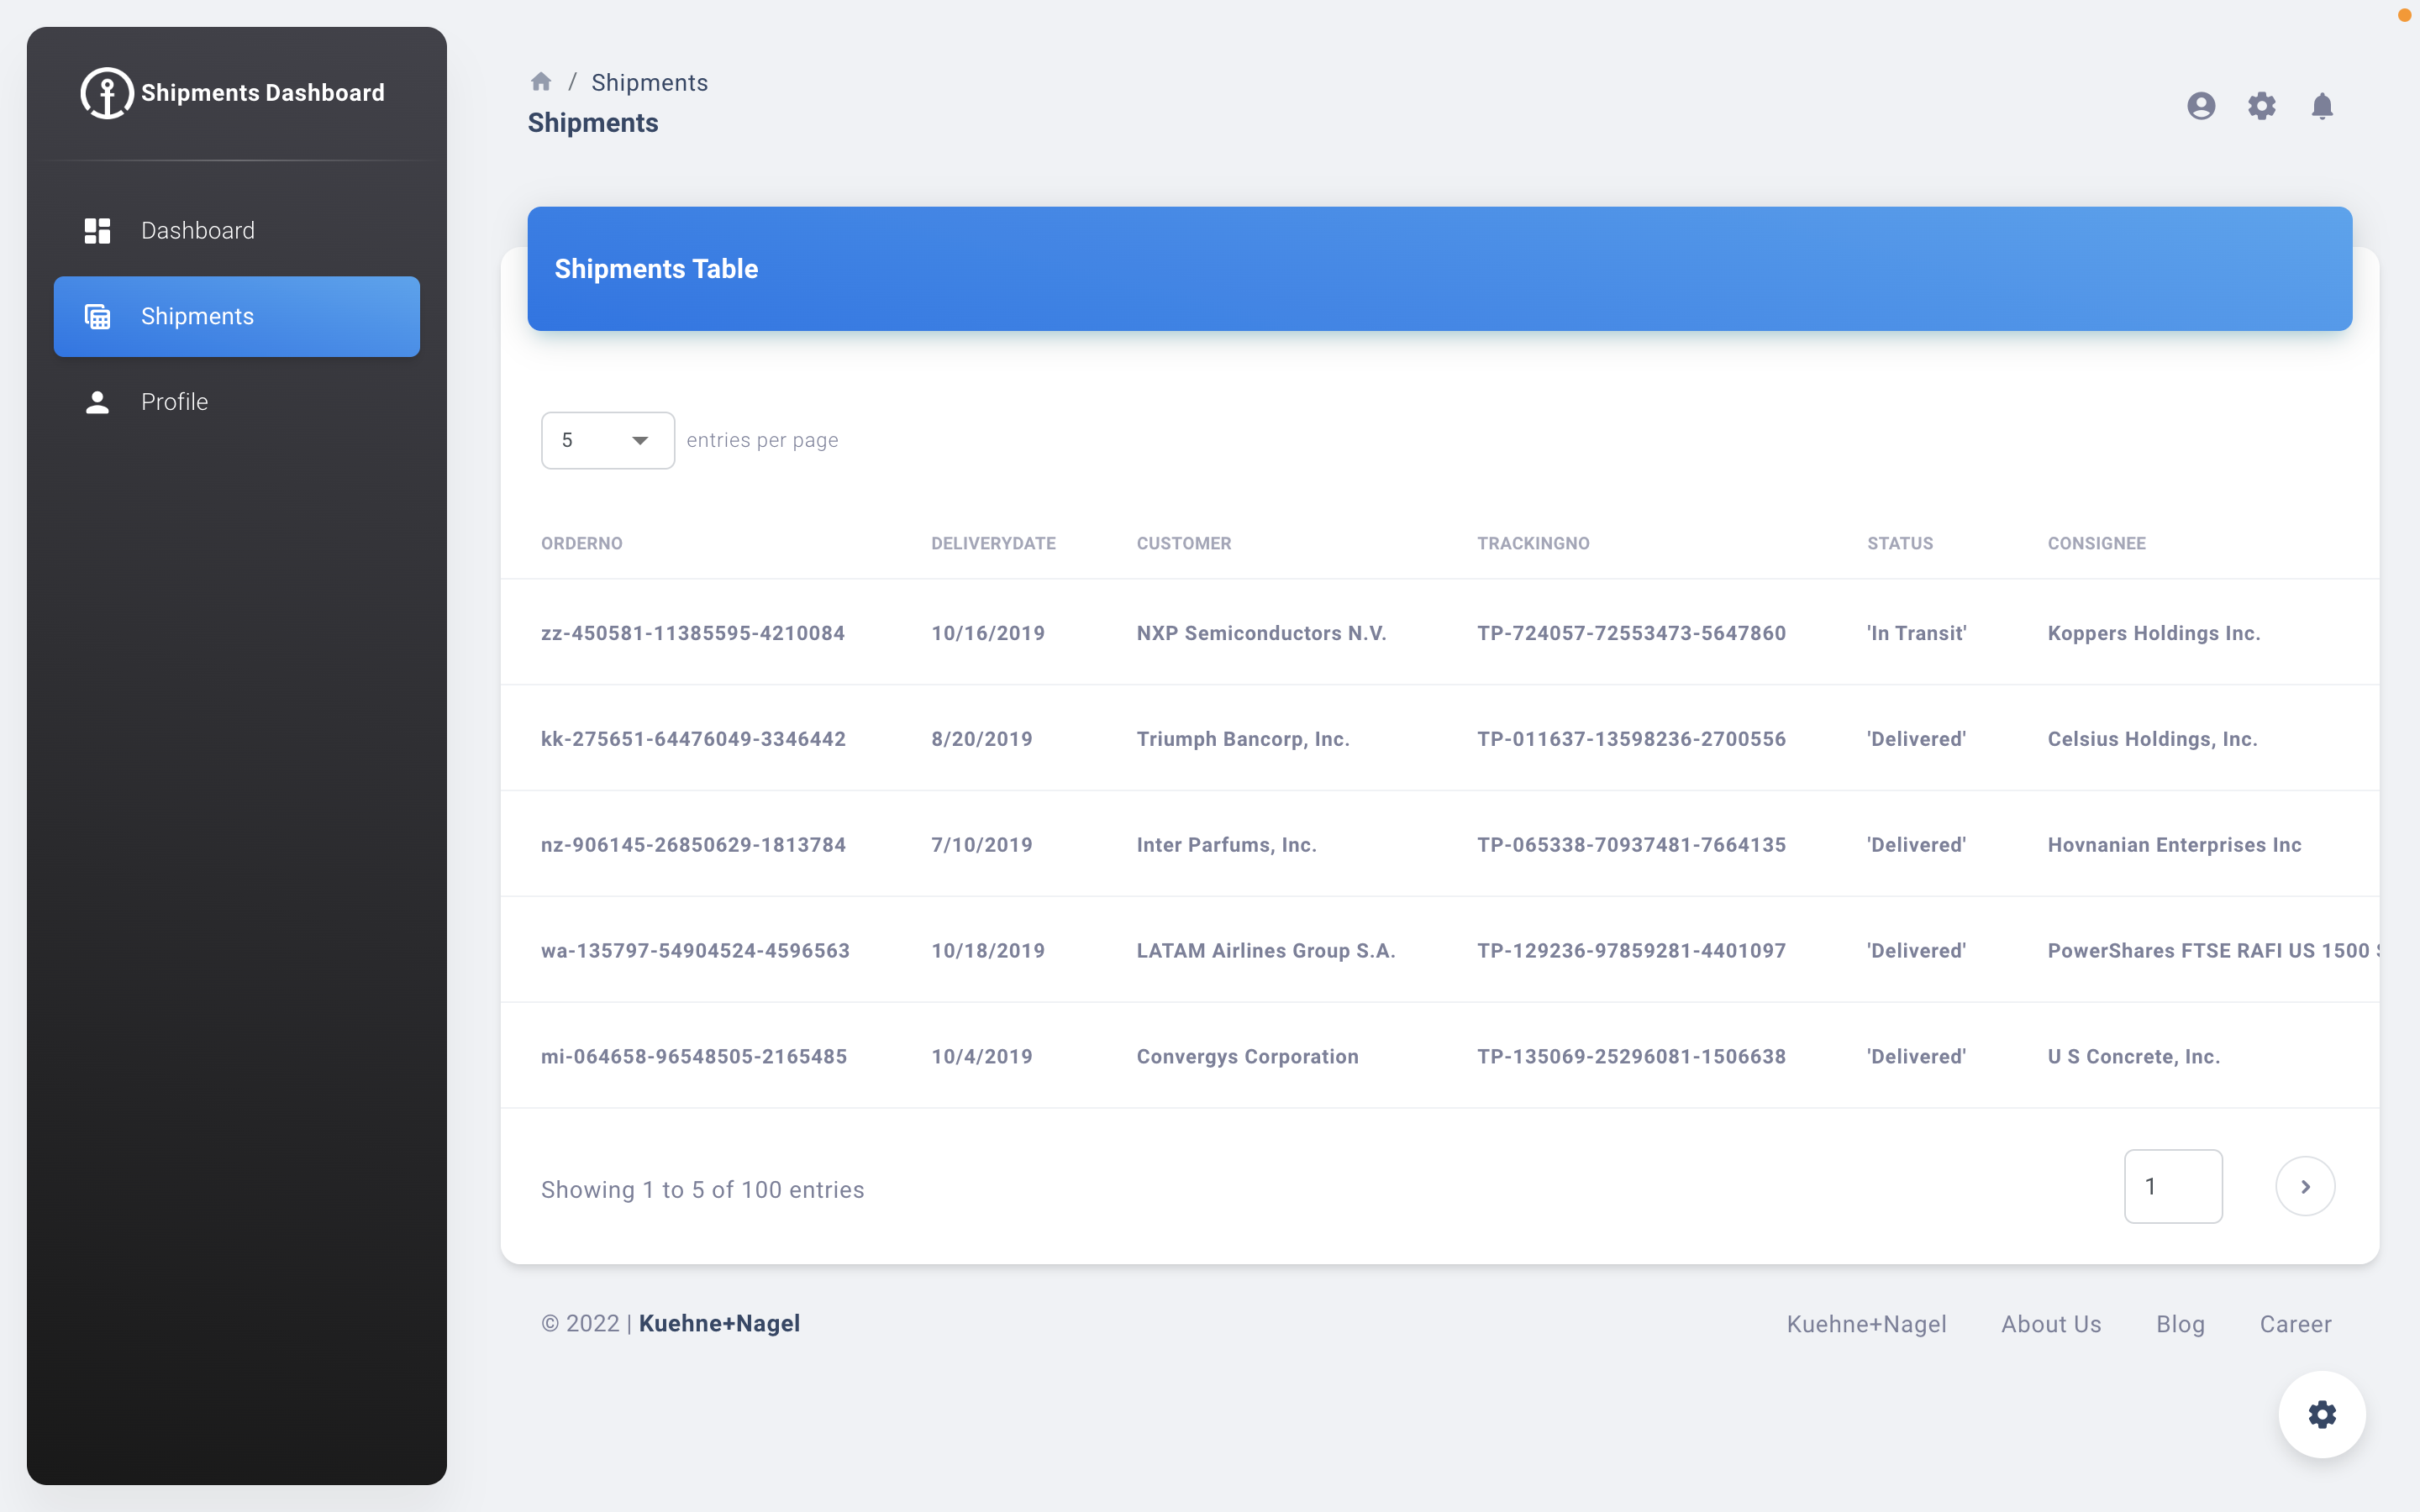 Shipments Dashboard
Dashboard
Shipments
Profile
/ Shipments
Shipments
Shipments Table
5 entries per page
ORDERNO DELIVERYDATE CUSTOMER TRACKINGNO STATUS CONSIGNEE
zz-450581-11385595-4210084 10/16/2019 NXP Semiconductors N.V. TP-724057-72553473-5647860 'In Transit' Koppers Holdings Inc.
kk-275651-64476049-3346442 8/20/2019 Triumph Bancorp, Inc. TP-011637-13598236-2700556 'Delivered' Celsius Holdings, Inc.
nz-906145-26850629-1813784 7/10/2019 Inter Parfums, Inc. TP-065338-70937481-7664135 'Delivered' Hovnanian Enterprises Inc
wa-135797-54904524-4596563 10/18/2019 LATAM Airlines Group S.A. TP-129236-97859281-4401097 'Delivered' PowerShares FTSE RAFI US 1500
mi-064658-96548505-2165485 10/4/2019 Convergys Corporation TP-135069-25296081-1506638 'Delivered' U S Concrete, Inc.
Showing 1 to 5 of 100 entries 1
© 2022 | Kuehne+Nagel Kuehne+Nagel About Us Blog Career